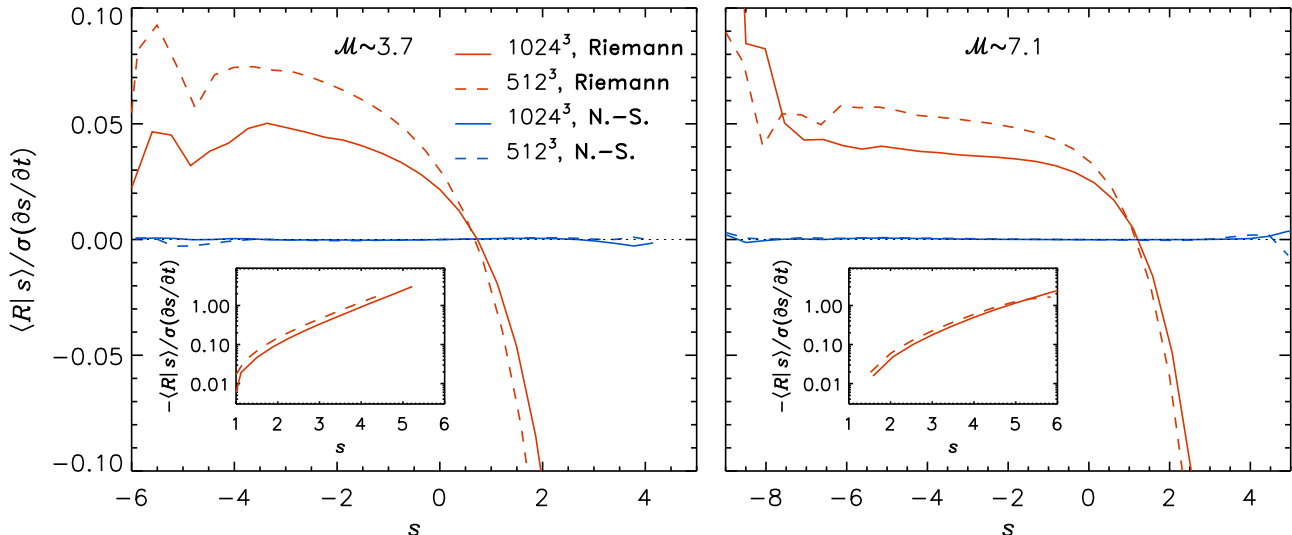 0.10
0.05
0.00
−0.05
−0.10
⟨R|s⟩/σ(∂s/∂t)
ℳ~3.7
1024³, Riemann
512³, Riemann
1024³, N.−S.
512³, N.−S.
−⟨R|s⟩/σ(∂s/∂t)
1.00
0.10
0.01
1 2 3 4 5 6
s
−6 −4 −2 0 2 4
s
ℳ~7.1
−⟨R|s⟩/σ(∂s/∂t)
1.00
0.10
0.01
1 2 3 4 5 6
s
−8 −6 −4 −2 0 2 4
s